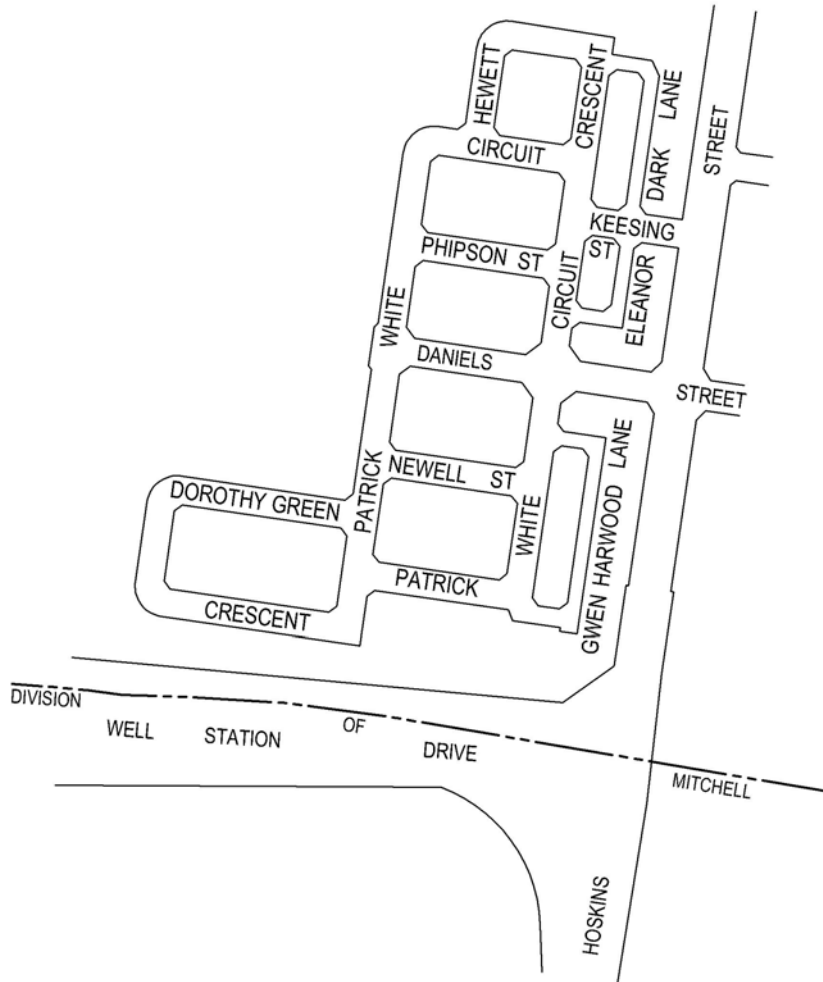 HEWETT
CRESCENT
LANE
DARK
STREET
CIRCUIT
KEESING
ST
PHIPSON ST
CIRCUIT
ELEANOR
WHITE
DANIELS
STREET
PATRICK
NEWELL ST
WHITE
GWEN HARWOOD LANE
DOROTHY GREEN
PATRICK
CRESCENT
DIVISION
OF
MITCHELL
WELL STATION DRIVE
HOSKINS